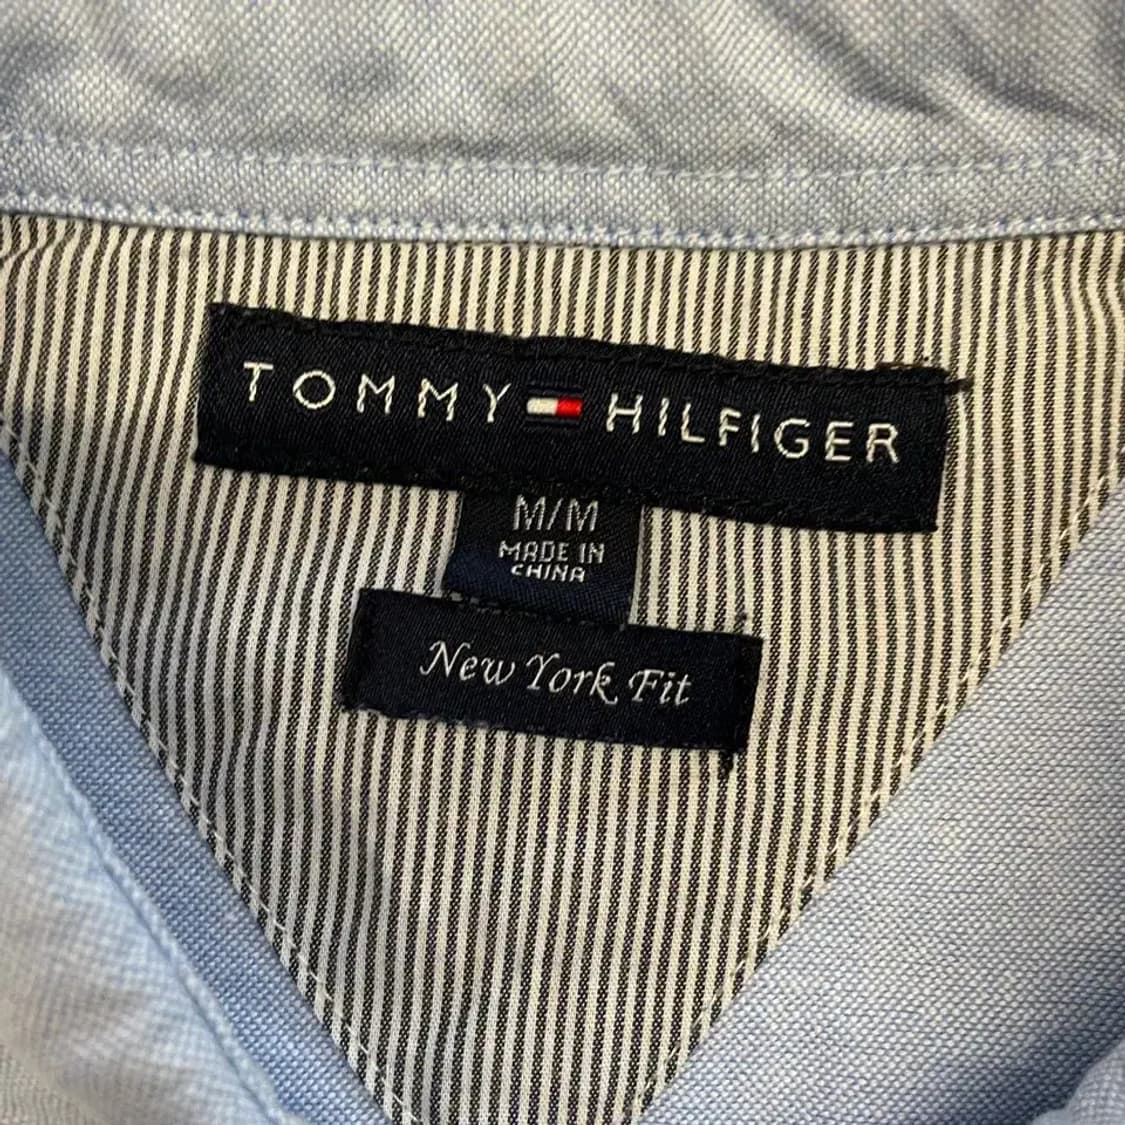 TOMMY HILFIGER
M/M
MADE IN
CHINA
New York Fit